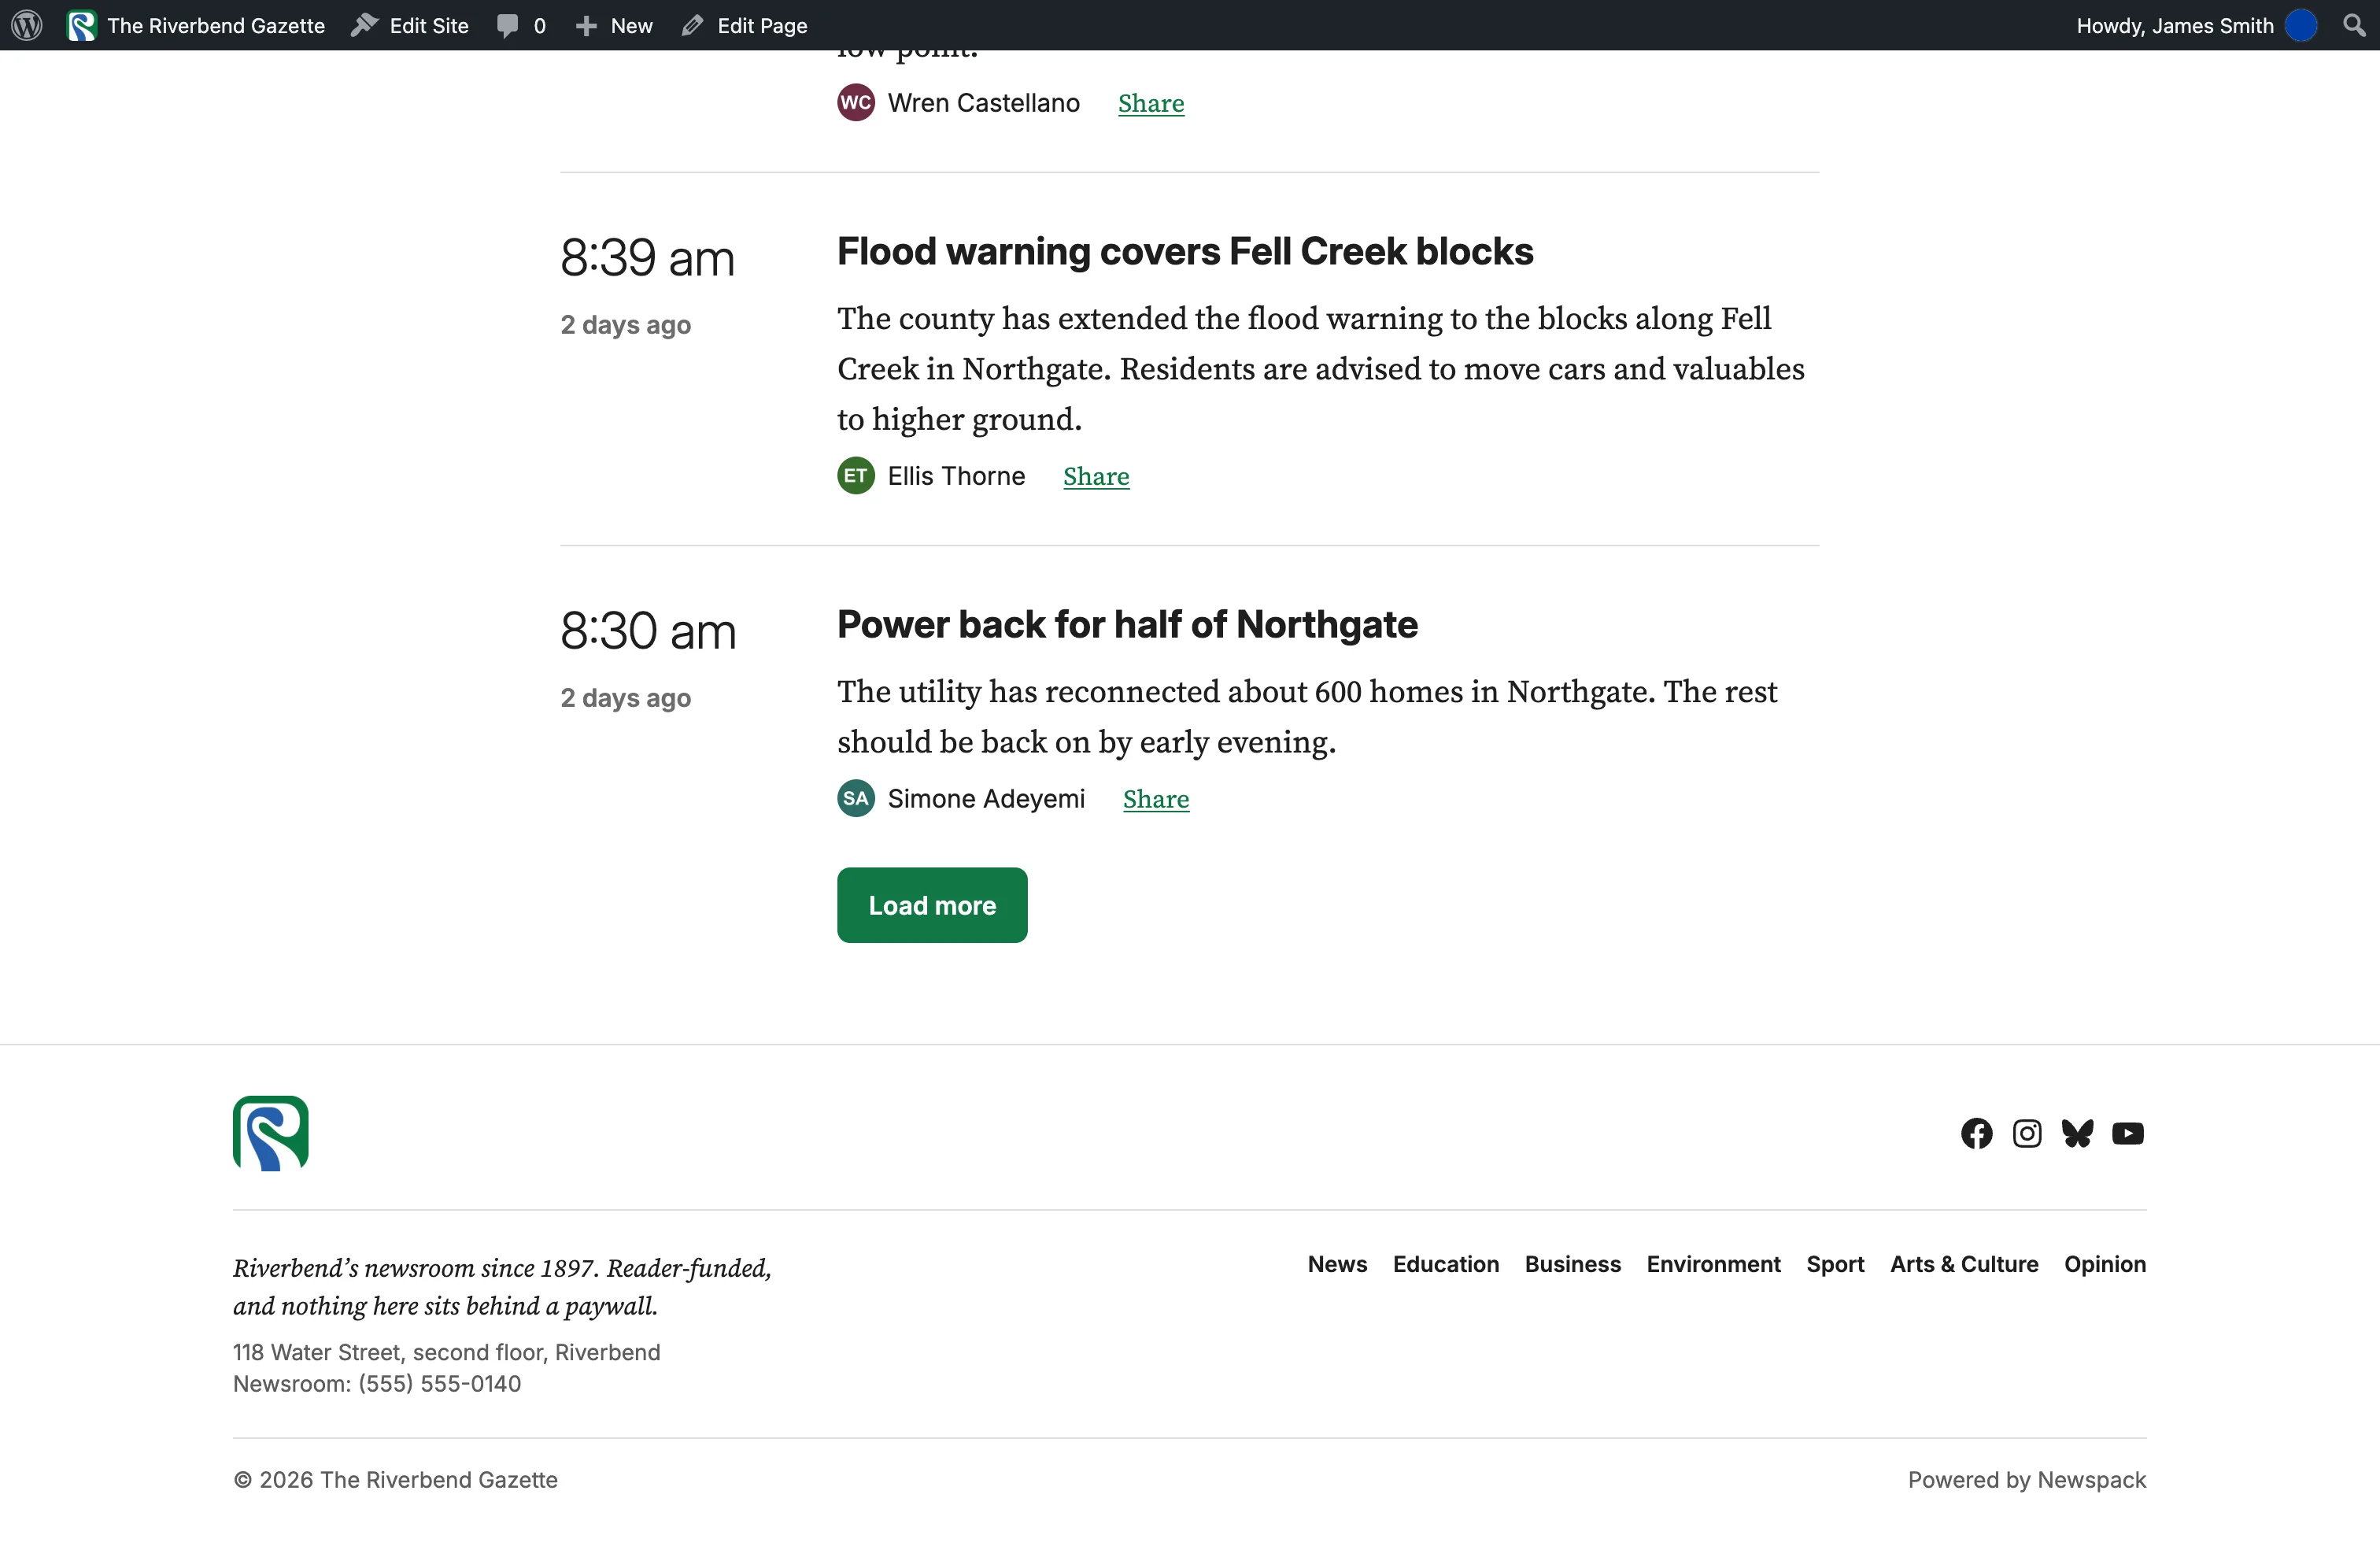 The Riverbend Gazette
Edit Site
0
New
Edit Page
Howdy, James Smith
low point.
WC
Wren Castellano
Share
8:39 am
2 days ago
Flood warning covers Fell Creek blocks
The county has extended the flood warning to the blocks along Fell
Creek in Northgate. Residents are advised to move cars and valuables
to higher ground.
ET
Ellis Thorne
Share
8:30 am
2 days ago
Power back for half of Northgate
The utility has reconnected about 600 homes in Northgate. The rest
should be back on by early evening.
SA
Simone Adeyemi
Share
Load more
Riverbend’s newsroom since 1897. Reader-funded,
and nothing here sits behind a paywall.
118 Water Street, second floor, Riverbend
Newsroom: (555) 555-0140
News
Education
Business
Environment
Sport
Arts & Culture
Opinion
© 2026 The Riverbend Gazette
Powered by Newspack